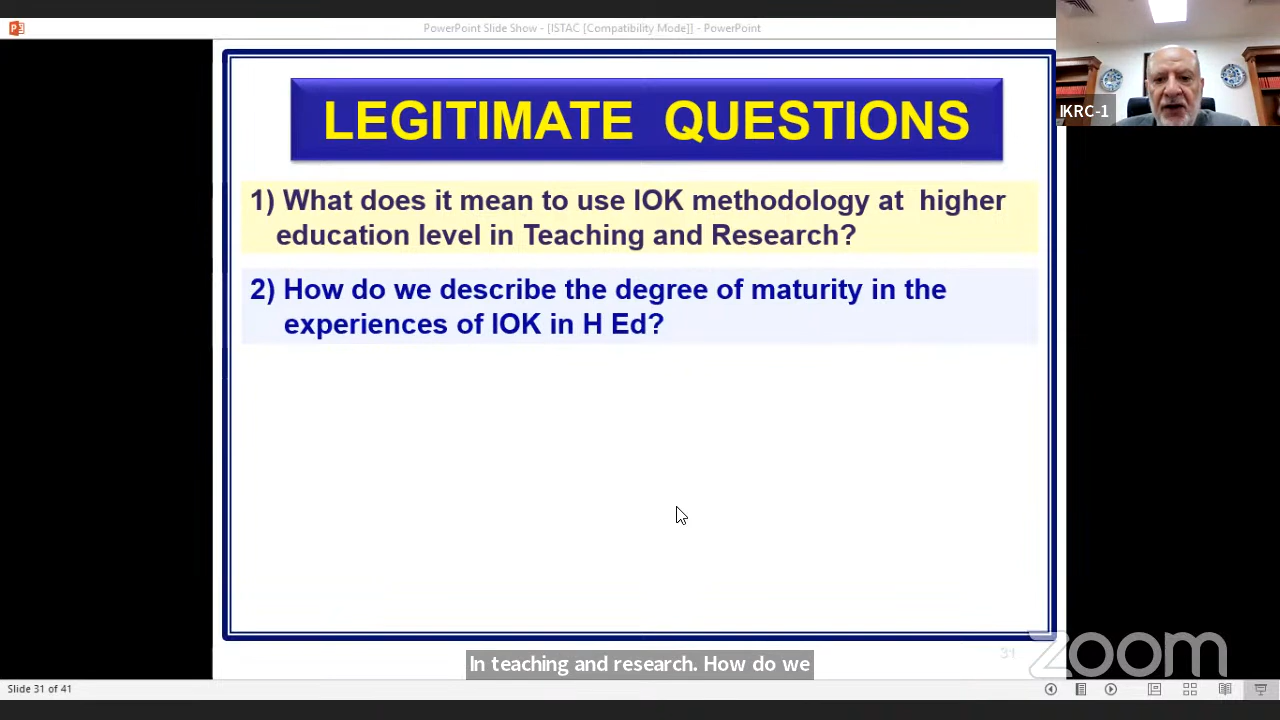 PowerPoint Slide Show - [ISTAC [Compatibility Mode]] - PowerPoint
IKRC-1
LEGITIMATE QUESTIONS
1) What does it mean to use IOK methodology at higher
education level in Teaching and Research?
2) How do we describe the degree of maturity in the
experiences of IOK in H Ed?
31
zoom
In teaching and research. How do we
Slide 31 of 41